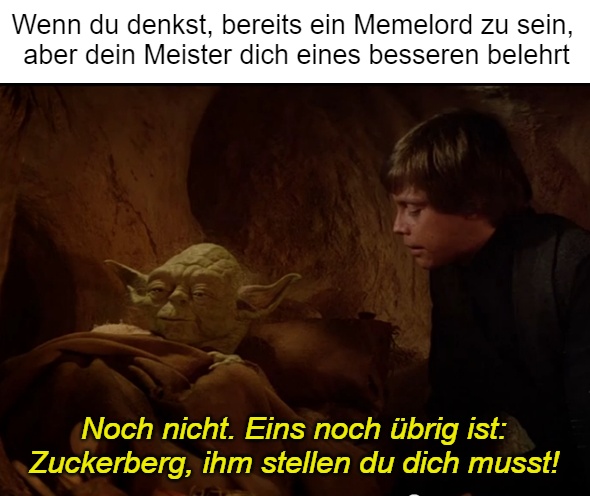 Wenn du denkst, bereits ein Memelord zu sein,
aber dein Meister dich eines besseren belehrt
Noch nicht. Eins noch übrig ist:
Zuckerberg, ihm stellen du dich musst!